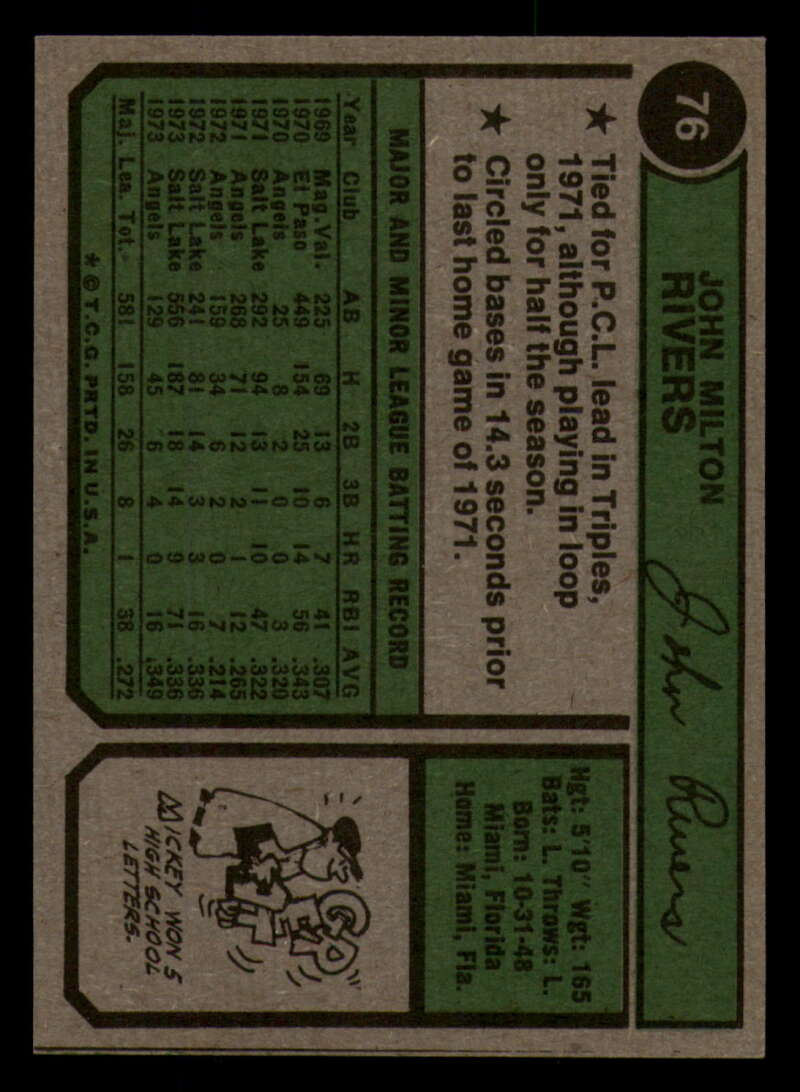 76
JOHN MILTON
RIVERS
John Rivers
★ Tied for P.C.L. lead in Triples,
1971, although playing in loop
only for half the season.
★ Circled bases in 14.3 seconds prior
to last home game of 1971.
Hgt: 5'10" Wgt: 165
Bats: L. Throws: L.
Born: 10-31-48
Miami, Florida
Home: Miami, Fla.
MAJOR AND MINOR LEAGUE BATTING RECORD
Year Club AB H 2B 3B HR RBI AVG
1969 Mag. Val. 225 69 13 6 7 41 .307
1970 El Paso 449 154 25 10 14 56 .343
1970 Angels 25 8 2 0 0 3 .320
1971 Salt Lake 292 94 13 11 10 47 .322
1971 Angels 268 71 12 2 1 12 .265
1972 Angels 159 34 6 2 0 7 .214
1972 Salt Lake 241 81 14 3 3 16 .336
1973 Salt Lake 556 187 18 14 9 71 .336
1973 Angels 129 45 6 4 0 16 .349
Maj. Lea. Tot. 581 158 26 8 1 38 .272
* © T.C.G. PRTD. IN U.S.A.
MICKEY WON 5
HIGH SCHOOL
LETTERS.